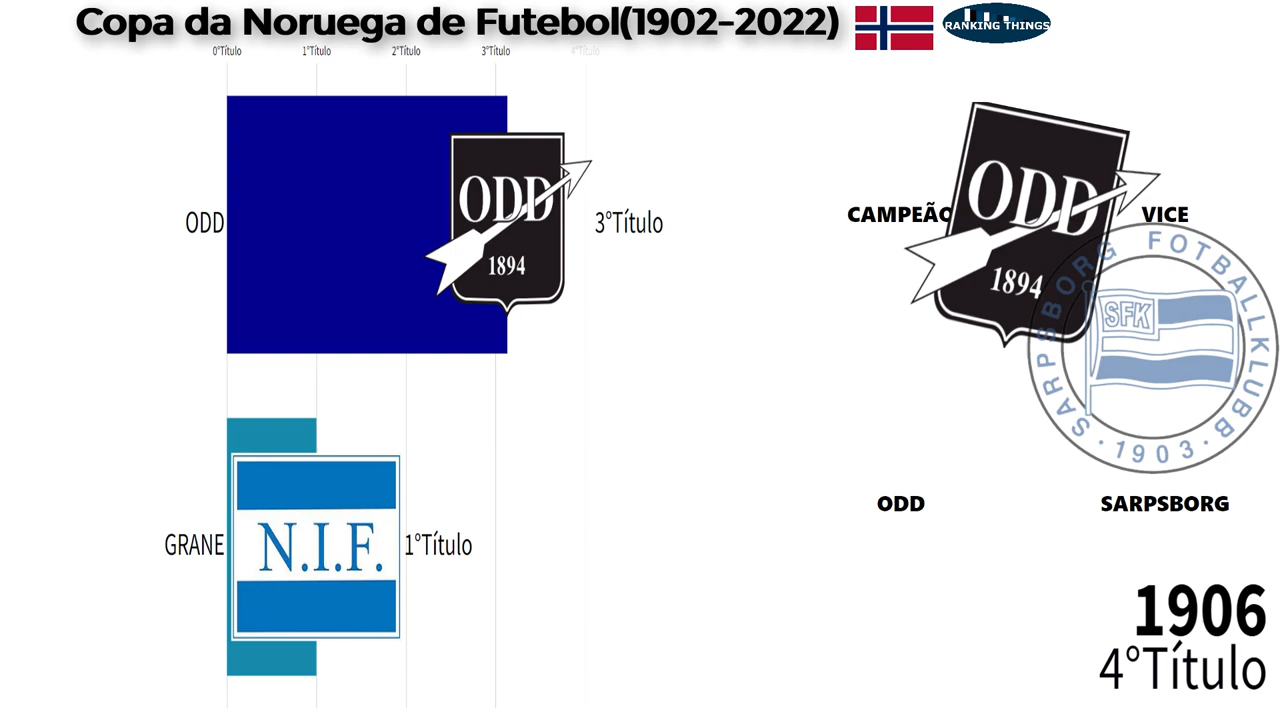 Copa da Noruega de Futebol(1902–2022)
RANKING THINGS
0°Título 1°Título 2°Título 3°Título 4°Título
ODD
ODD
1894
3°Título
GRANE
N.I.F.
1°Título
CAMPEÃO
VICE
ODD
1894
SARPSBORG FOTBALLKLUBB
SFK
· 1903 ·
ODD
SARPSBORG
1906
4°Título